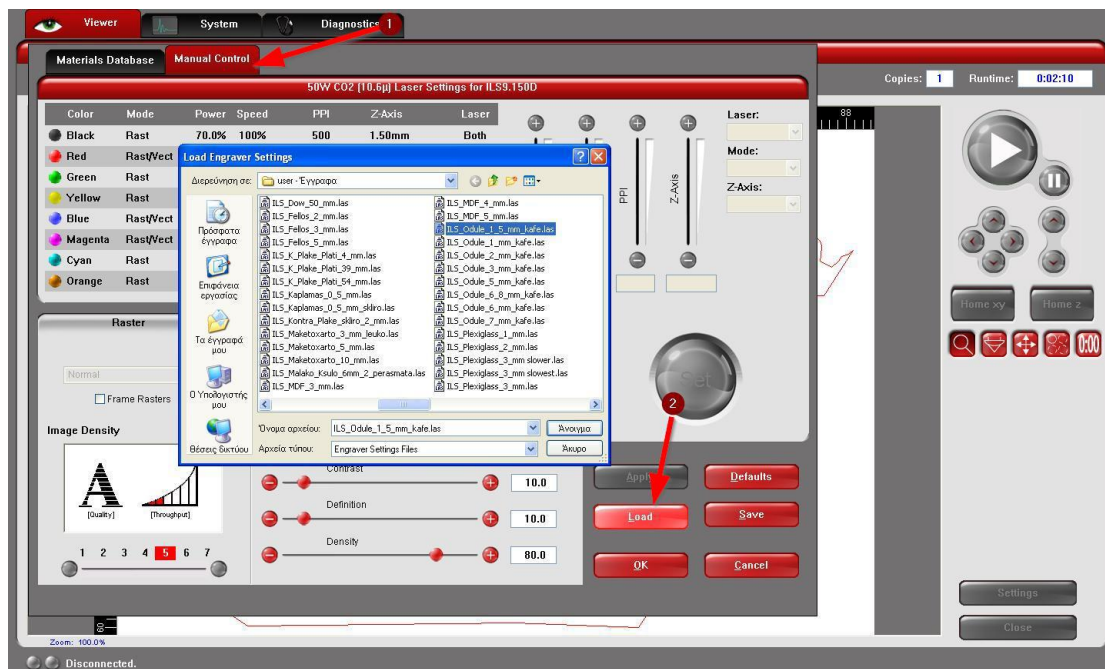 Viewer
System
Diagnostics
1
Materials Database
Manual Control
50W CO2 (10.6µ) Laser Settings for ILS9.150D
Copies: 1
Runtime: 0:02:10
88
Color Mode Power Speed PPI Z-Axis Laser
Black Rast 70.0% 100% 500 1.50mm Both
Red Rast/Vect
Green Rast
Yellow Rast
Blue Rast/Vect
Magenta Rast/Vect
Cyan Rast
Orange Rast
PPI
Z-Axis
Laser:
Mode:
Z-Axis:
Load Engraver Settings
Διερεύνηση σε: user - Έγγραφα
Πρόσφατα έγγραφα
Επιφάνεια εργασίας
Τα έγγραφά μου
Ο Υπολογιστής μου
Θέσεις δικτύου
ILS_Dow_50_mm.las
ILS_Fellos_2_mm.las
ILS_Fellos_3_mm.las
ILS_Fellos_5_mm.las
ILS_K_Plake_Plati_4_mm.las
ILS_K_Plake_Plati_39_mm.las
ILS_K_Plake_Plati_54_mm.las
ILS_Kaplamas_0_5_mm.las
ILS_Kaplamas_0_5_mm_skliro.las
ILS_Kontra_Plake_skliro_2_mm.las
ILS_Maketoxarto_3_mm_leuko.las
ILS_Maketoxarto_5_mm.las
ILS_Maketoxarto_10_mm.las
ILS_Malako_Ksulo_6mm_2_perasmata.las
ILS_MDF_3_mm.las
ILS_MDF_4_mm.las
ILS_MDF_5_mm.las
ILS_Odule_1_5_mm_kafe.las
ILS_Odule_1_mm_kafe.las
ILS_Odule_2_mm_kafe.las
ILS_Odule_3_mm_kafe.las
ILS_Odule_5_mm_kafe.las
ILS_Odule_6_8_mm_kafe.las
ILS_Odule_6_mm_kafe.las
ILS_Odule_7_mm_kafe.las
ILS_Plexiglass_1_mm.las
ILS_Plexiglass_2_mm.las
ILS_Plexiglass_3_mm slower.las
ILS_Plexiglass_3_mm slowest.las
ILS_Plexiglass_3_mm.las
Όνομα αρχείου: ILS_Odule_1_5_mm_kafe.las Άνοιγμα
Αρχεία τύπου: Engraver Settings Files Άκυρο
Raster
Normal
Frame Rasters
Image Density
A
[Quality] [Throughput]
1 2 3 4 5 6 7
Contrast
10.0
Definition
10.0
Density
80.0
Set
2
Apply
Defaults
Load
Save
OK
Cancel
Home xy
Home z
0:00
Settings
Close
Zoom: 100.0%
Disconnected.